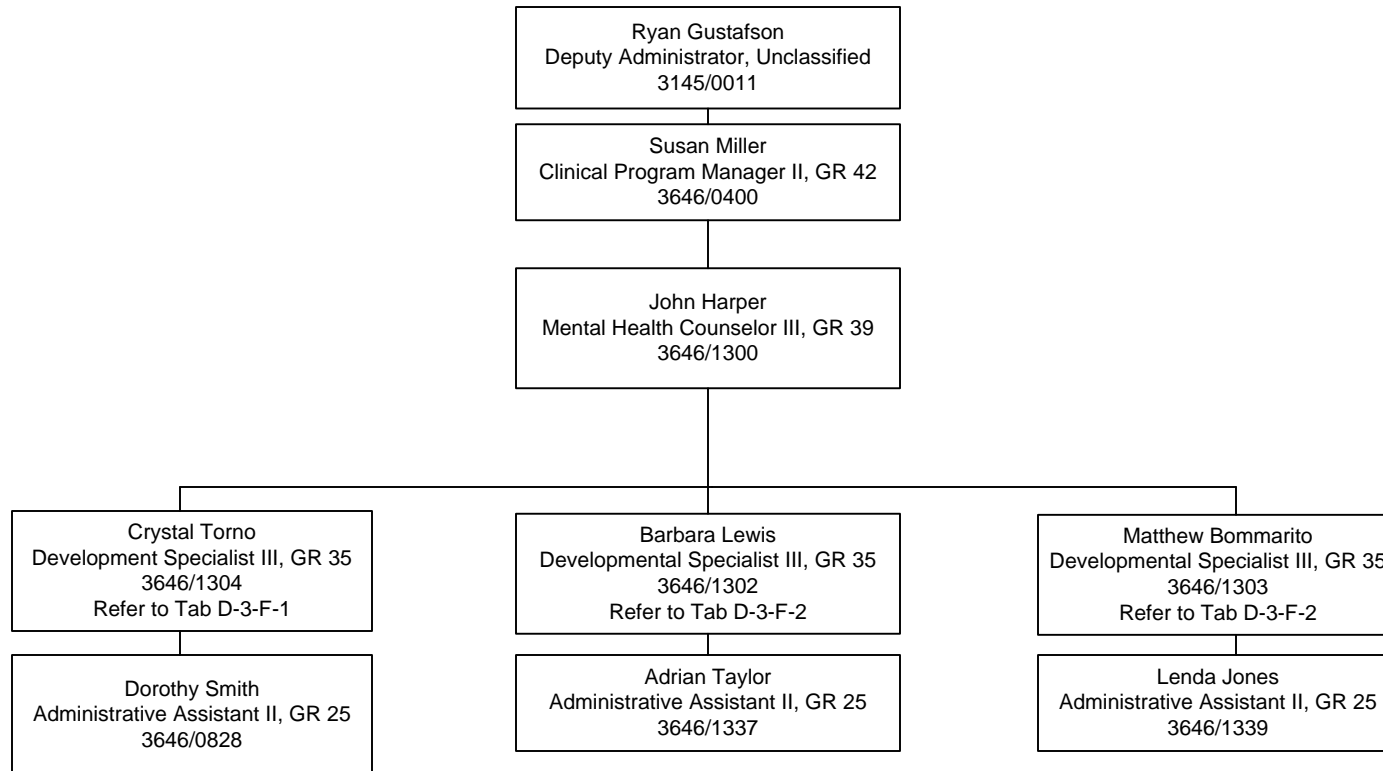 Ryan Gustafson
Deputy Administrator, Unclassified
3145/0011
Susan Miller
Clinical Program Manager II, GR 42
3646/0400
John Harper
Mental Health Counselor III, GR 39
3646/1300
Crystal Torno
Development Specialist III, GR 35
3646/1304
Refer to Tab D-3-F-1
Barbara Lewis
Developmental Specialist III, GR 35
3646/1302
Refer to Tab D-3-F-2
Matthew Bommarito
Developmental Specialist III, GR 35
3646/1303
Refer to Tab D-3-F-2
Dorothy Smith
Administrative Assistant II, GR 25
3646/0828
Adrian Taylor
Administrative Assistant II, GR 25
3646/1337
Lenda Jones
Administrative Assistant II, GR 25
3646/1339